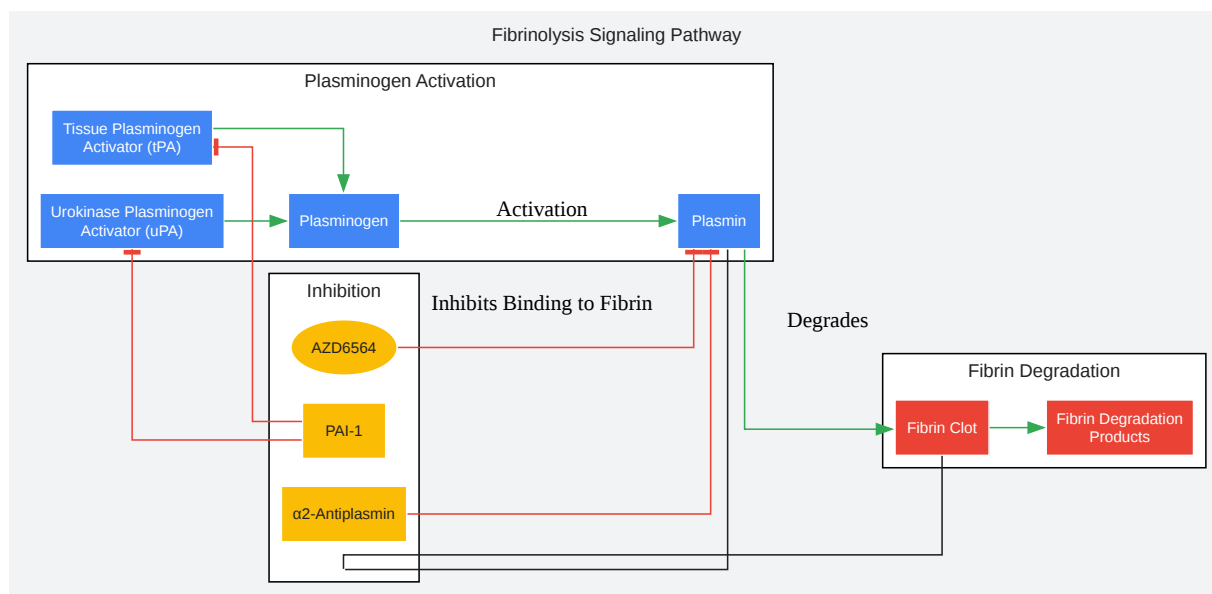 Fibrinolysis Signaling Pathway
Plasminogen Activation
Tissue Plasminogen
Activator (tPA)
Urokinase Plasminogen
Activator (uPA)
Plasminogen
Activation
Plasmin
Inhibition
Inhibits Binding to Fibrin
Degrades
AZD6564
PAI-1
α2-Antiplasmin
Fibrin Degradation
Fibrin Clot
Fibrin Degradation
Products